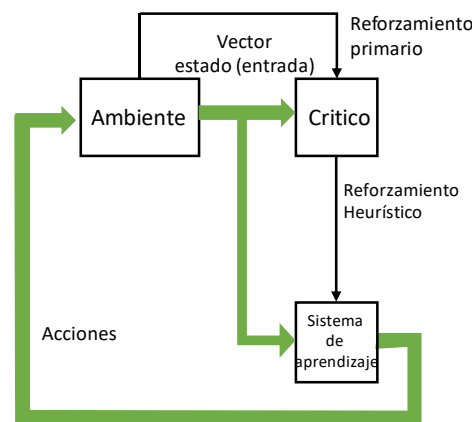 Reforzamiento
primario
Vector
estado (entrada)
Ambiente
Critico
Reforzamiento
Heurístico
Acciones
Sistema
de
aprendizaje